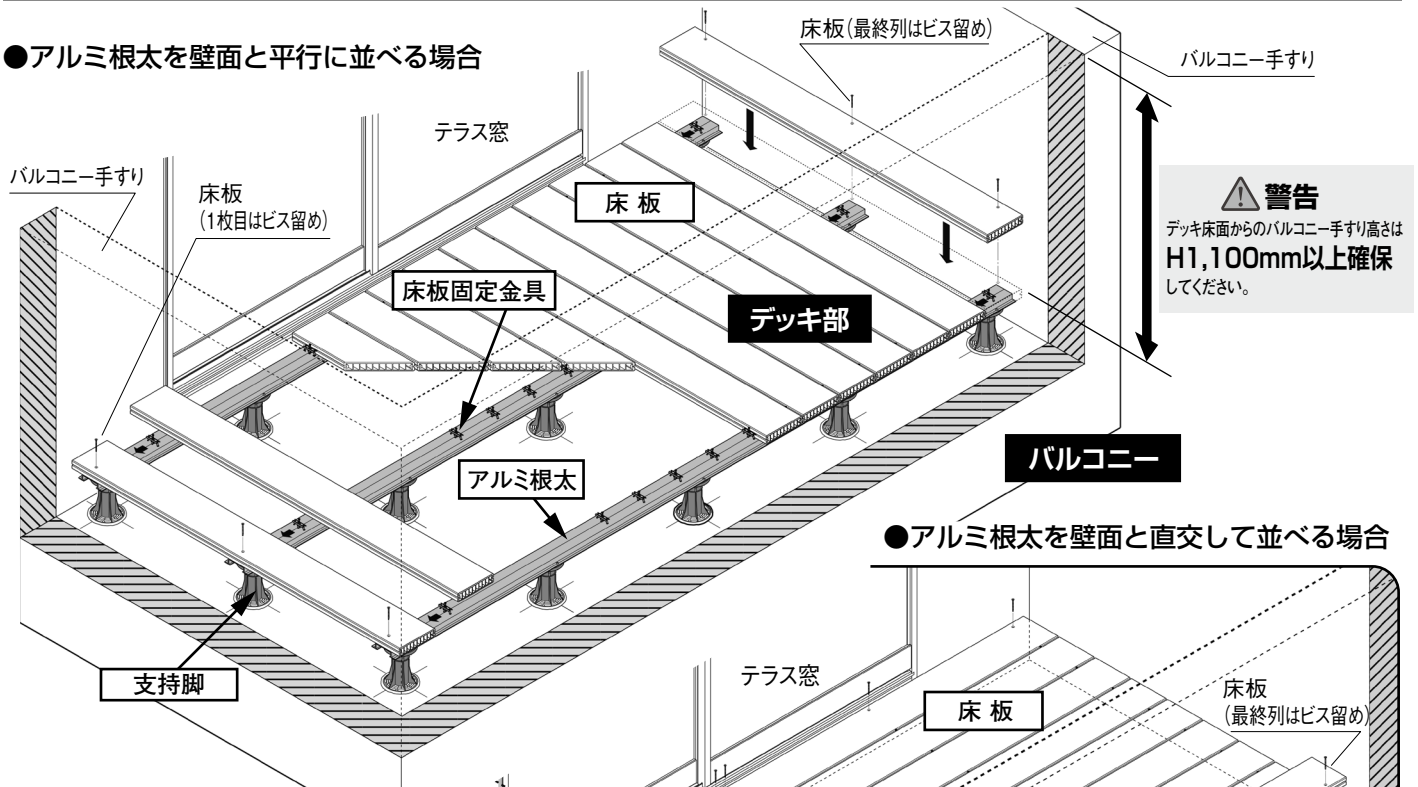 ●アルミ根太を壁面と平行に並べる場合
床板(最終列はビス留め)
バルコニー手すり
テラス窓
バルコニー手すり
床板
(1枚目はビス留め)
床 板
警告
デッキ床面からのバルコニー手すり高さは
H1,100mm以上確保
してください。
床板固定金具
デッキ部
アルミ根太
バルコニー
支持脚
●アルミ根太を壁面と直交して並べる場合
テラス窓
床 板
床板
(最終列はビス留め)